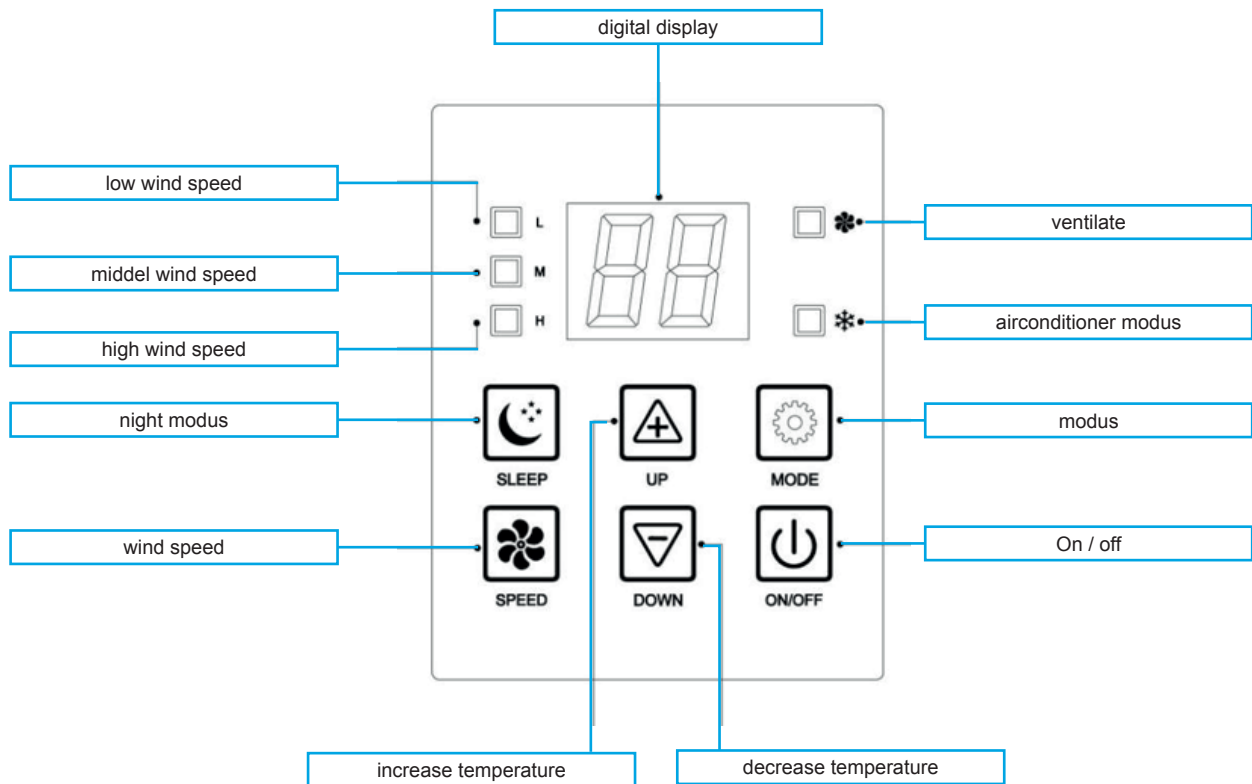 digital display
low wind speed
L
ventilate
middel wind speed
M
high wind speed
H
airconditioner modus
night modus
modus
SLEEP
UP
MODE
wind speed
On / off
SPEED
DOWN
ON/OFF
increase temperature
decrease temperature